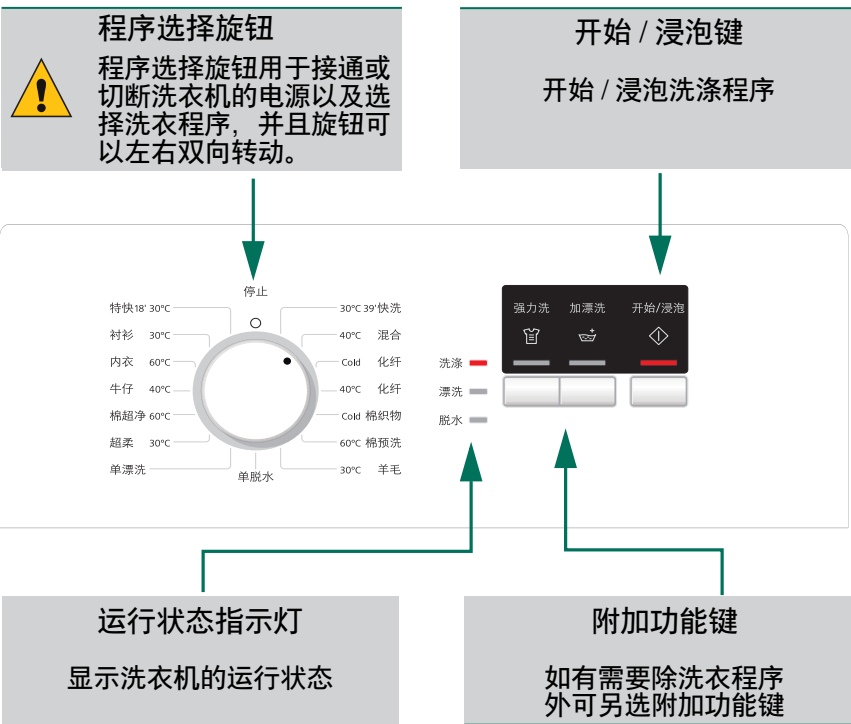 程序选择旋钮
程序选择旋钮用于接通或
切断洗衣机的电源以及选
择洗衣程序，并且旋钮可
以左右双向转动。
开始 / 浸泡键
开始 / 浸泡洗涤程序
停止
特快18' 30°C
衬衫 30°C
内衣 60°C
牛仔 40°C
棉超净 60°C
超柔 30°C
单漂洗
单脱水
30°C 39'快洗
40°C 混合
Cold 化纤
40°C 化纤
Cold 棉织物
60°C 棉预洗
30°C 羊毛
洗涤
漂洗
脱水
强力洗 加漂洗 开始/浸泡
运行状态指示灯
显示洗衣机的运行状态
附加功能键
如有需要除洗衣程序
外可另选附加功能键